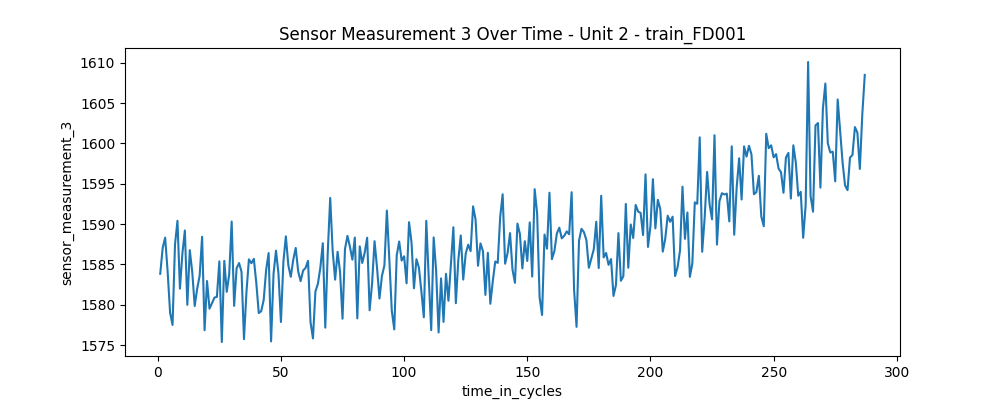 Sensor Measurement 3 Over Time - Unit 2 - train_FD001
sensor_measurement_3
1610
1605
1600
1595
1590
1585
1580
1575
0 50 100 150 200 250 300
time_in_cycles